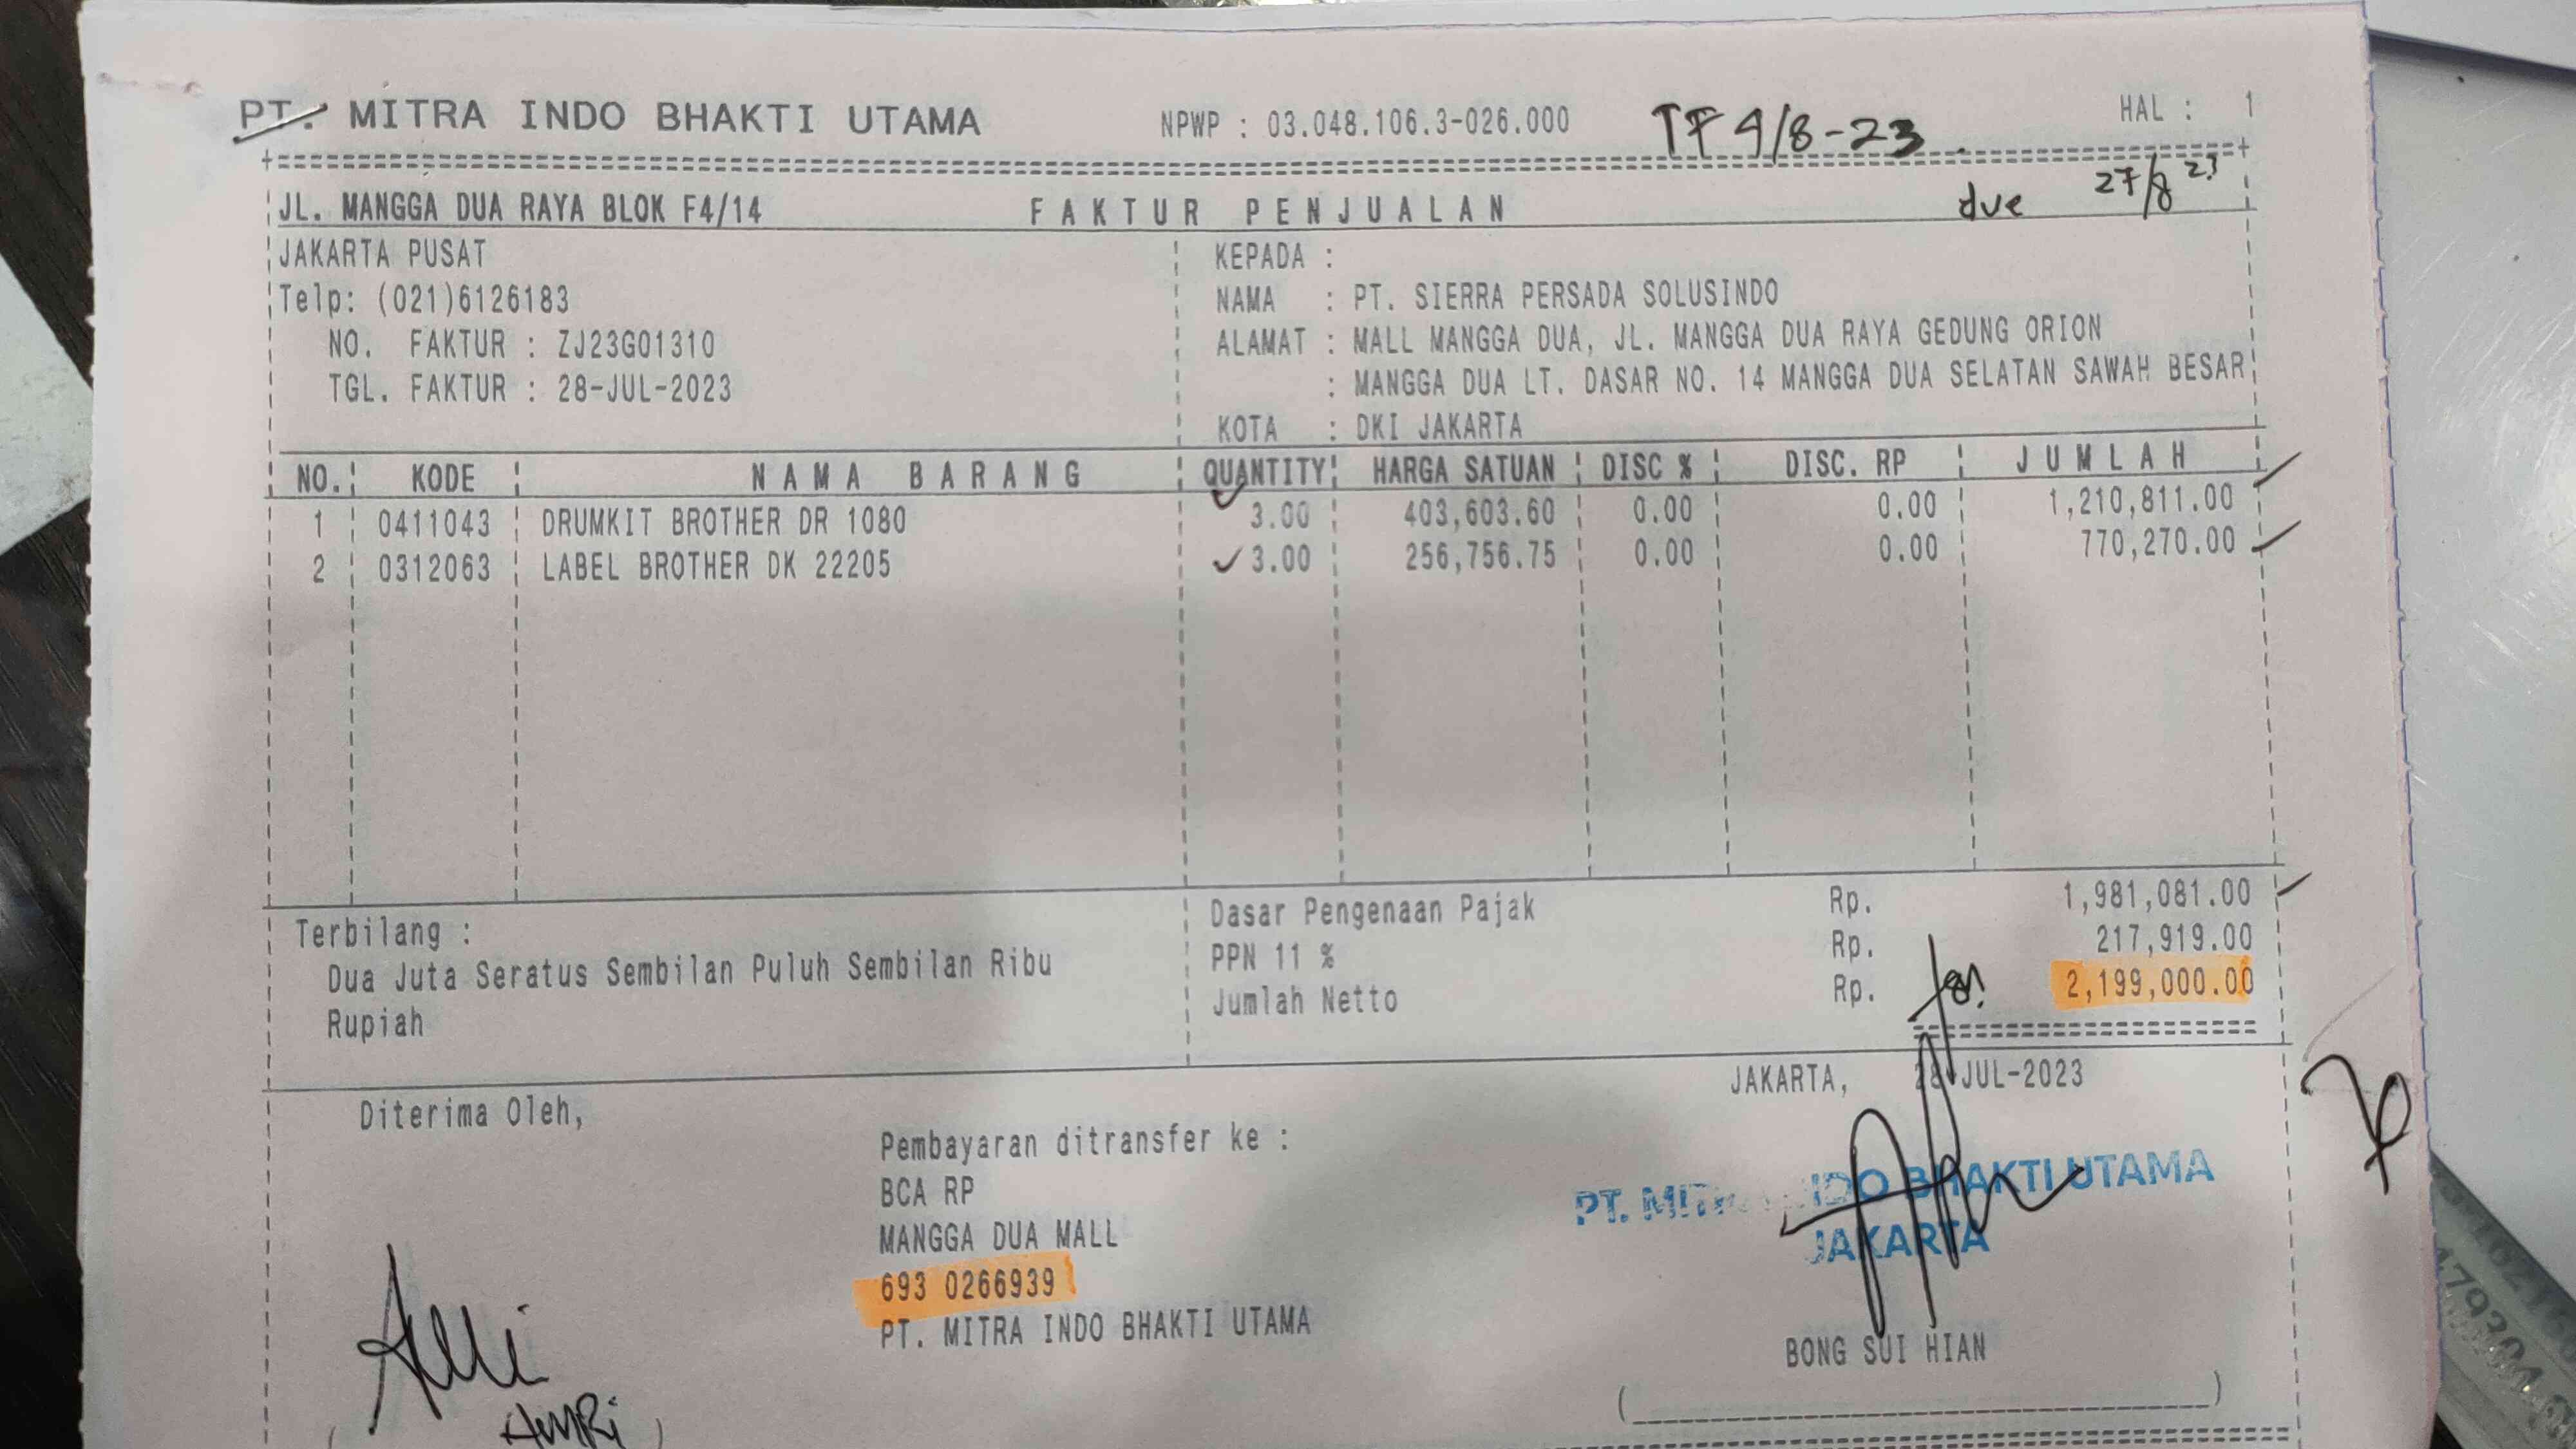 PT. MITRA INDO BHAKTI UTAMA NPWP : 03.048.106.3-026.000 TF 4/8-23 HAL : 1
JL. MANGGA DUA RAYA BLOK F4/14 FAKTUR PENJUALAN due 27/8 23
JAKARTA PUSAT KEPADA :
Telp: (021)6126183 NAMA : PT. SIERRA PERSADA SOLUSINDO
NO. FAKTUR : ZJ23G01310 ALAMAT : MALL MANGGA DUA, JL. MANGGA DUA RAYA GEDUNG ORION
TGL. FAKTUR : 28-JUL-2023 : MANGGA DUA LT. DASAR NO. 14 MANGGA DUA SELATAN SAWAH BESAR
KOTA : DKI JAKARTA
NO. KODE NAMA BARANG QUANTITY HARGA SATUAN DISC % DISC. RP JUMLAH
1 0411043 DRUMKIT BROTHER DR 1080 3.00 403,603.60 0.00 0.00 1,210,811.00
2 0312063 LABEL BROTHER DK 22205 3.00 256,756.75 0.00 0.00 770,270.00
Dasar Pengenaan Pajak Rp. 1,981,081.00
Terbilang : PPN 11 % Rp. 217,919.00
Dua Juta Seratus Sembilan Puluh Sembilan Ribu Jumlah Netto Rp. 2,199,000.00
Rupiah
JAKARTA, 28-JUL-2023
Diterima Oleh,
Pembayaran ditransfer ke :
BCA RP
MANGGA DUA MALL
693 0266939
PT. MITRA INDO BHAKTI UTAMA
PT. MITRA INDO BHAKTI UTAMA
JAKARTA
BONG SUI HIAN
AMRi